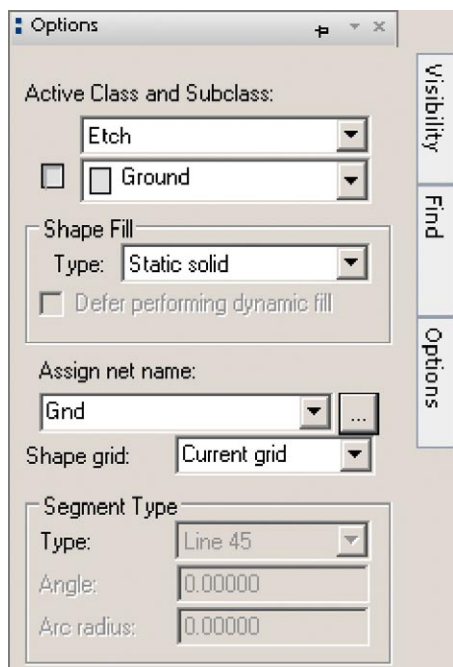 Options
Active Class and Subclass:
Etch
Ground
Shape Fill
Type: Static solid
Defer performing dynamic fill
Assign net name:
Gnd ...
Shape grid: Current grid
Segment Type
Type: Line 45
Angle: 0.00000
Arc radius: 0.00000
Visibility
Find
Options